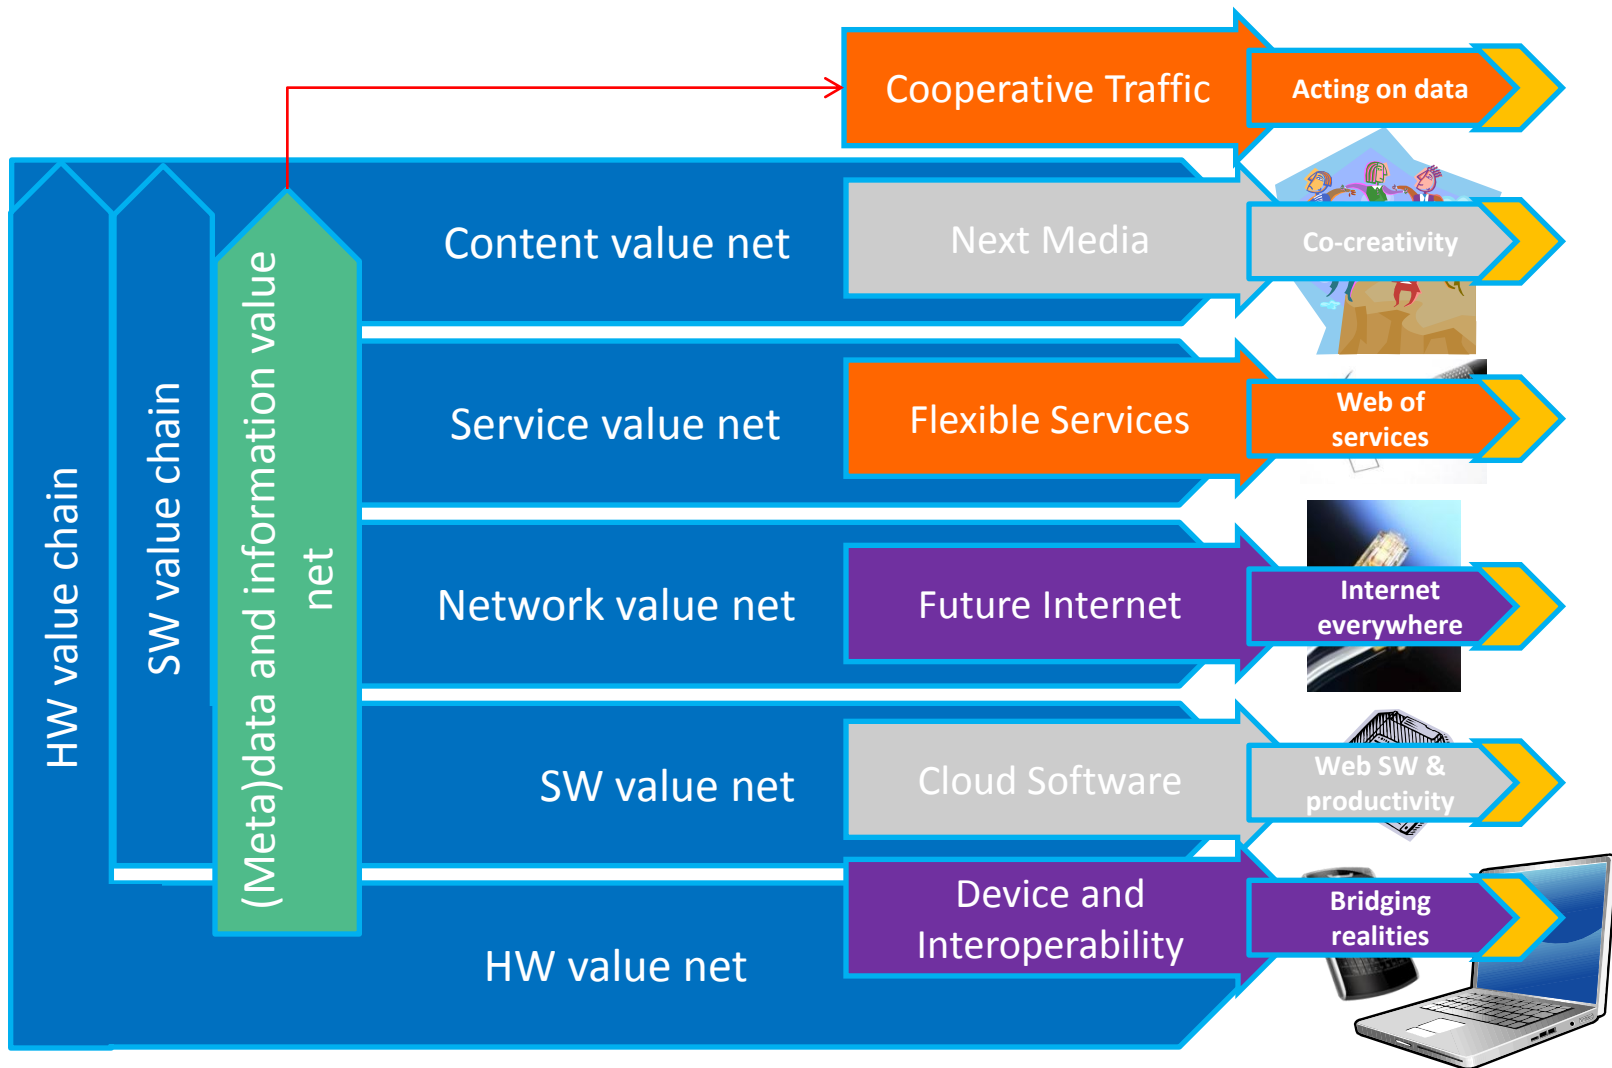 Cooperative Traffic
Acting on data
Content value net
Next Media
Co-creativity
Service value net
Flexible Services
Web of
services
Network value net
Future Internet
Internet
everywhere
SW value net
Cloud Software
Web SW &
productivity
HW value net
Device and
Interoperability
Bridging
realities
HW value chain
SW value chain
(Meta)data and information value
net